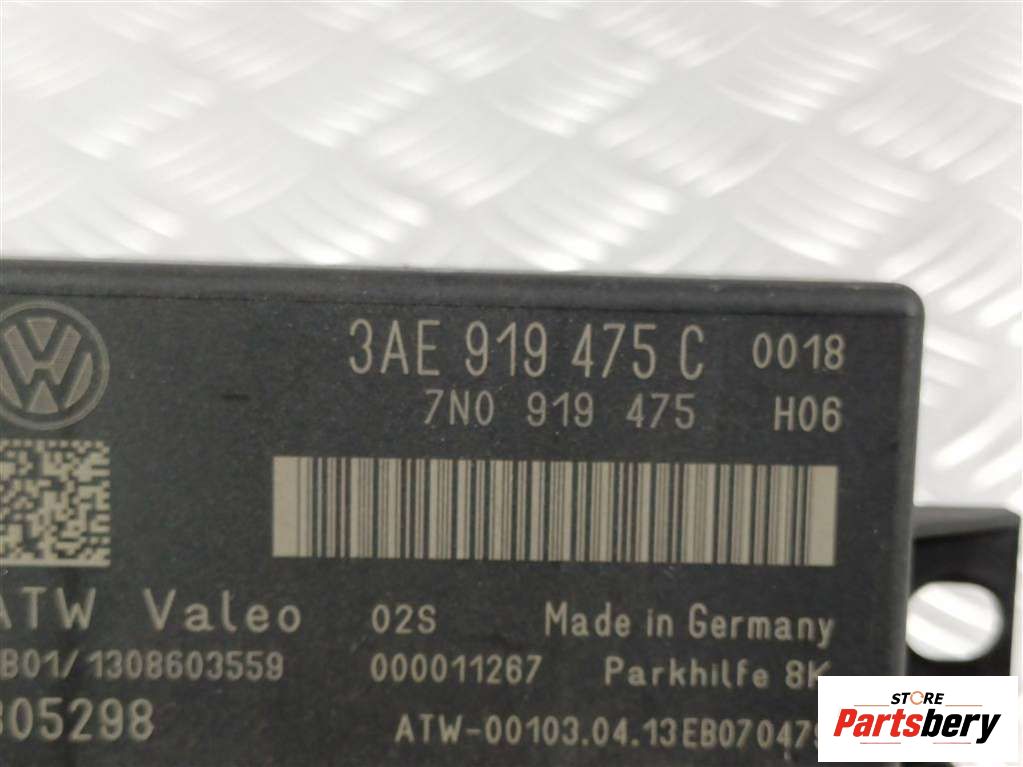 3AE 919 475 C 0018
7N0 919 475 H06
ATW Valeo 02S Made in Germany
B01/1308603559 000011267 Parkhilfe 8K
805298 ATW-00103.04.13EB07047
STORE
Partsbery